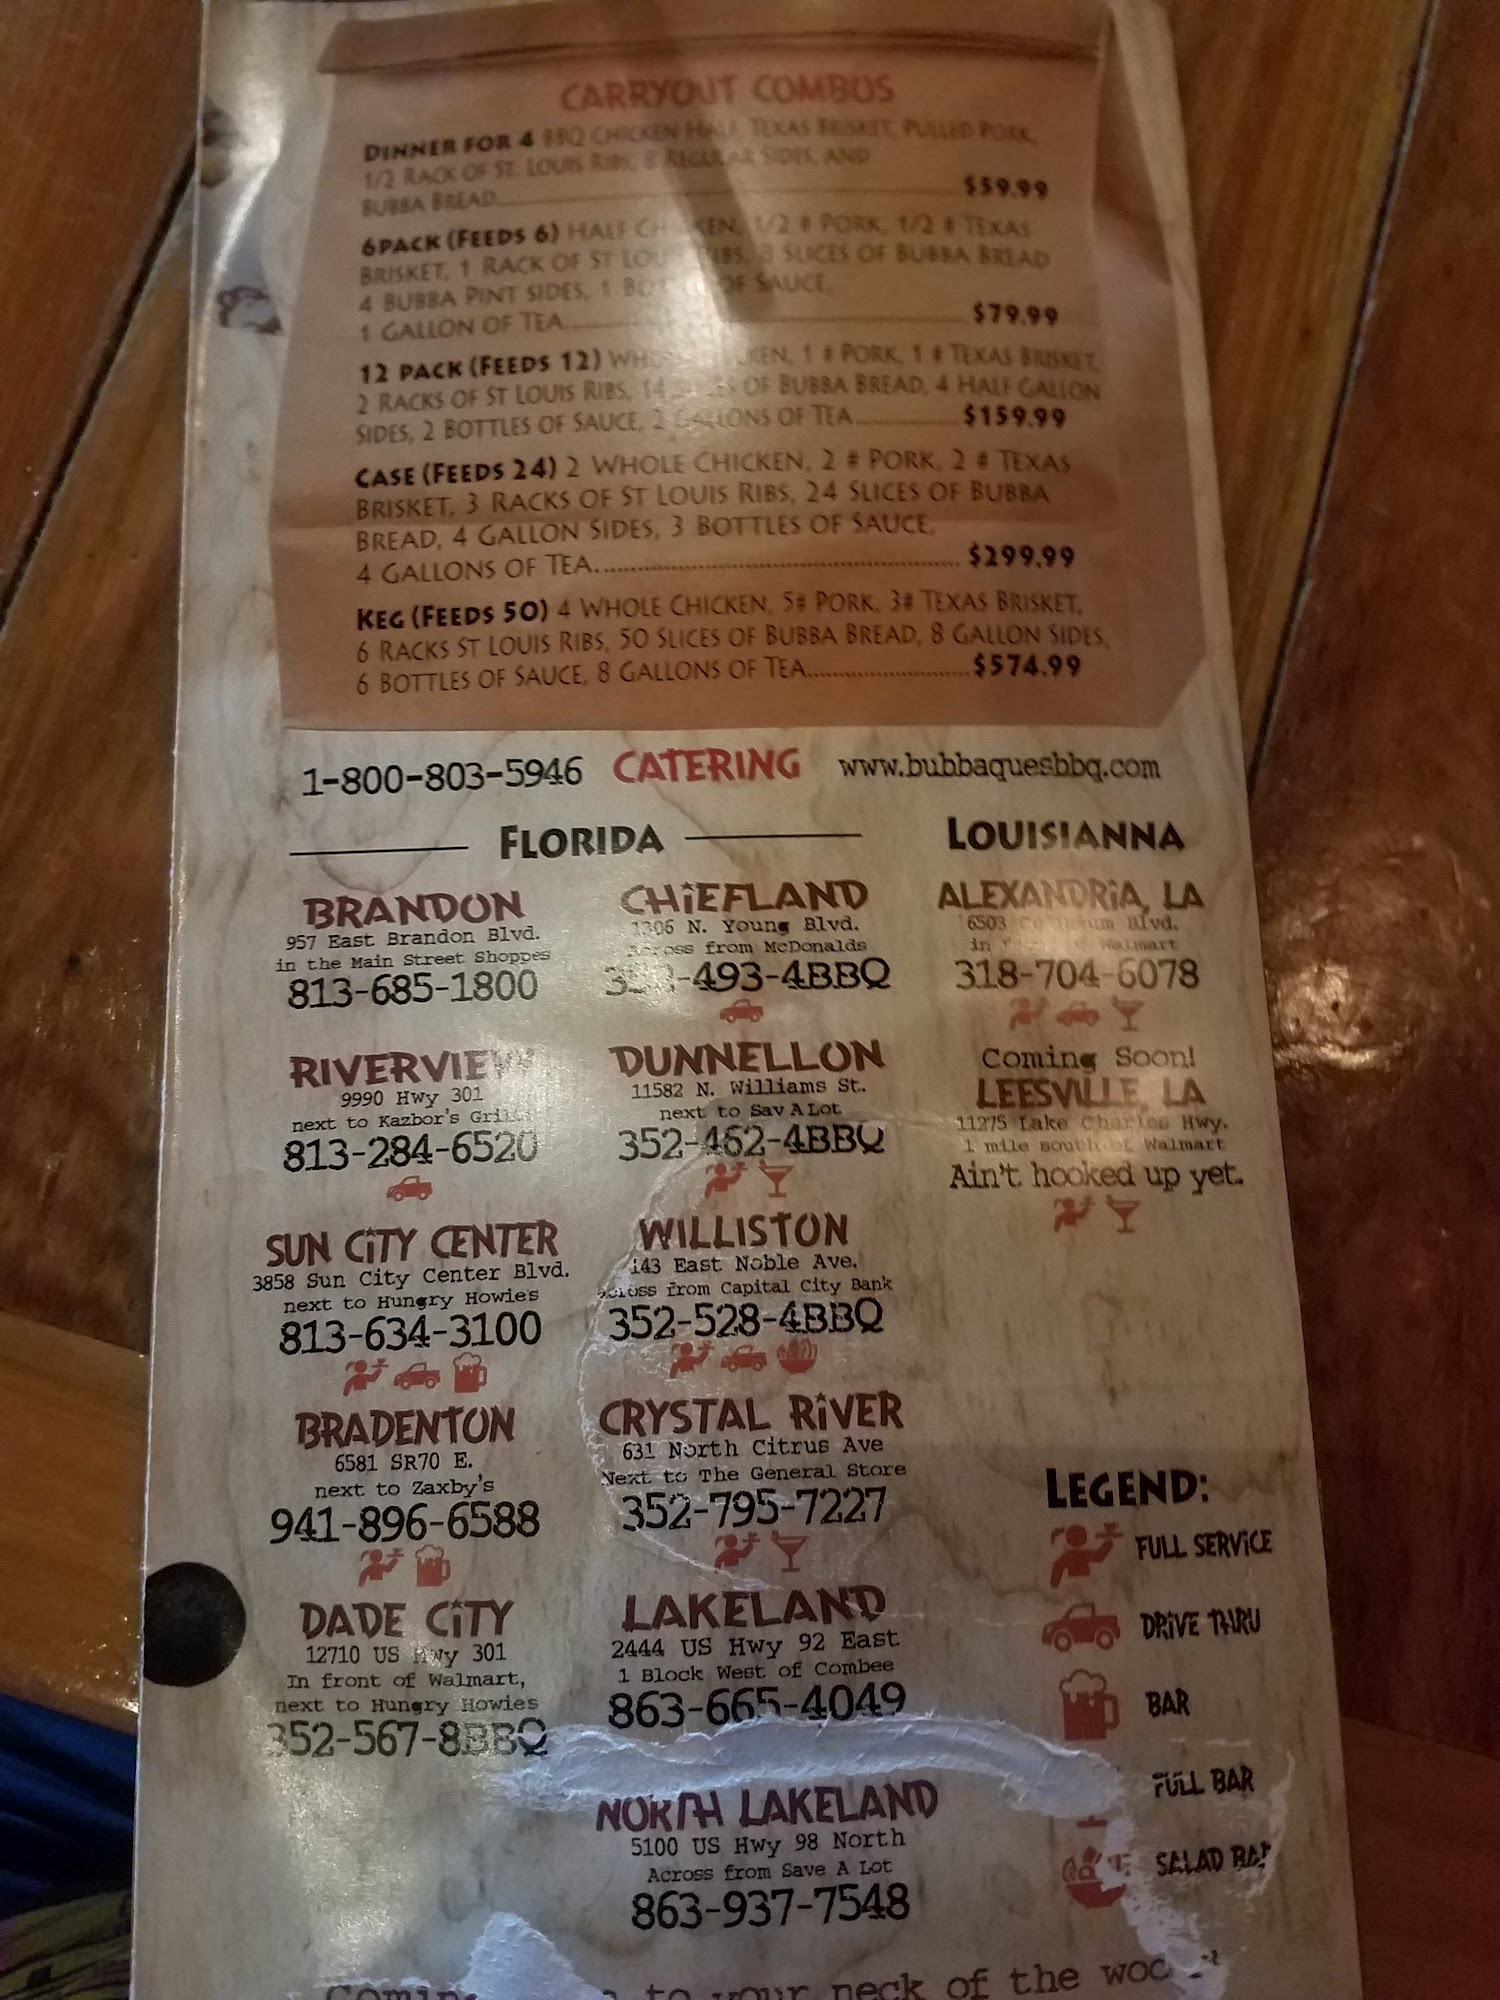 CARRYOUT COMBOS
DINNER FOR 4 BBQ CHICKEN HALF, TEXAS BRISKET, PULLED PORK,
1/2 RACK OF ST. LOUIS RIBS, 8 REGULAR SIDES, AND
BUBBA BREAD $59.99
6PACK (FEEDS 6) HALF CHICKEN, 1/2 # PORK, 1/2 # TEXAS
BRISKET, 1 RACK OF ST LOUIS RIBS, 8 SLICES OF BUBBA BREAD
4 BUBBA PINT SIDES, 1 BOTTLE OF SAUCE,
1 GALLON OF TEA $79.99
12 PACK (FEEDS 12) WHOLE CHICKEN, 1 # PORK, 1 # TEXAS BRISKET,
2 RACKS OF ST LOUIS RIBS, 14 SLICES OF BUBBA BREAD, 4 HALF GALLON
SIDES, 2 BOTTLES OF SAUCE, 2 GALLONS OF TEA $159.99
CASE (FEEDS 24) 2 WHOLE CHICKEN, 2 # PORK, 2 # TEXAS
BRISKET, 3 RACKS OF ST LOUIS RIBS, 24 SLICES OF BUBBA
BREAD, 4 GALLON SIDES, 3 BOTTLES OF SAUCE,
4 GALLONS OF TEA $299.99
KEG (FEEDS 50) 4 WHOLE CHICKEN, 5# PORK, 3# TEXAS BRISKET,
6 RACKS ST LOUIS RIBS, 50 SLICES OF BUBBA BREAD, 8 GALLON SIDES,
6 BOTTLES OF SAUCE, 8 GALLONS OF TEA $574.99
1-800-803-5946 CATERING www.bubbaquesbbq.com
FLORIDA
BRANDON
957 East Brandon Blvd.
in the Main Street Shoppes
813-685-1800
RIVERVIEW
9990 Hwy 301
next to Kazbor's Grille
813-284-6520
SUN CITY CENTER
3858 Sun City Center Blvd.
next to Hungry Howies
813-634-3100
BRADENTON
6581 SR70 E.
next to Zaxby's
941-896-6588
DADE CITY
12710 US Hwy 301
In front of Walmart,
next to Hungry Howies
352-567-8BBQ
CHIEFLAND
1306 N. Young Blvd.
Across from McDonalds
352-493-4BBQ
DUNNELLON
11582 N. Williams St.
next to Sav A Lot
352-462-4BBQ
WILLISTON
143 East Noble Ave.
Across from Capital City Bank
352-528-4BBQ
CRYSTAL RIVER
631 North Citrus Ave
Next to The General Store
352-795-7227
LAKELAND
2444 US Hwy 92 East
1 Block West of Combee
863-665-4049
NORTH LAKELAND
5100 US Hwy 98 North
Across from Save A Lot
863-937-7548
LOUISIANNA
ALEXANDRIA, LA
6503 Blvd.
in Walmart
318-704-6078
Coming Soon!
LEESVILLE, LA
11275 Lake Charles Hwy.
1 mile south of Walmart
Ain't hooked up yet.
LEGEND:
FULL SERVICE
DRIVE THRU
BAR
FULL BAR
SALAD BAR
Coming to your neck of the